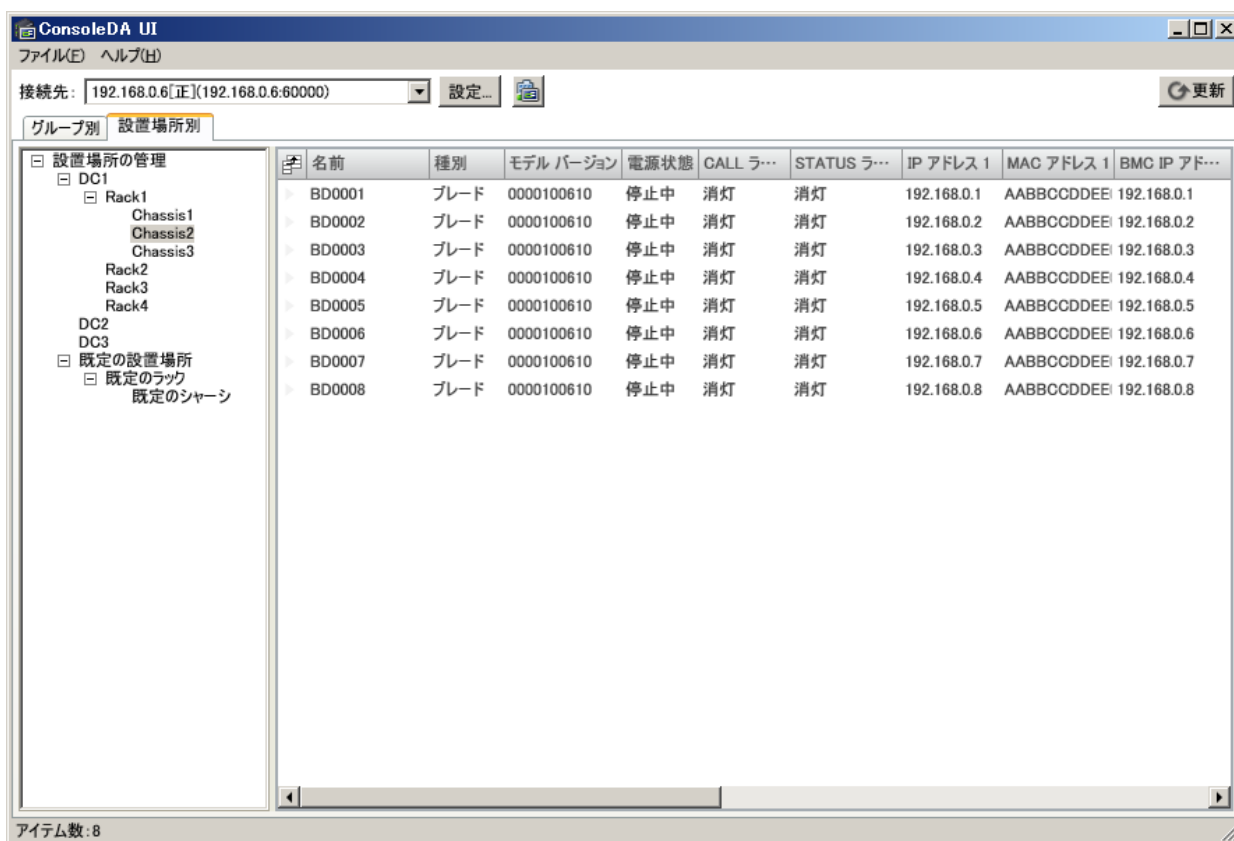 ConsoleDA UI
ファイル(F) ヘルプ(H)
接続先: 192.168.0.6[正](192.168.0.6:60000) 設定... 更新
グループ別 設置場所別
設置場所の管理
DC1
Rack1
Chassis1
Chassis2
Chassis3
Rack2
Rack3
Rack4
DC2
DC3
既定の設置場所
既定のラック
既定のシャーシ
名前 種別 モデル バージョン 電源状態 CALL ラ… STATUS ラ… IP アドレス 1 MAC アドレス 1 BMC IP アド…
BD0001 ブレード 0000100610 停止中 消灯 消灯 192.168.0.1 AABBCCDDEE 192.168.0.1
BD0002 ブレード 0000100610 停止中 消灯 消灯 192.168.0.2 AABBCCDDEE 192.168.0.2
BD0003 ブレード 0000100610 停止中 消灯 消灯 192.168.0.3 AABBCCDDEE 192.168.0.3
BD0004 ブレード 0000100610 停止中 消灯 消灯 192.168.0.4 AABBCCDDEE 192.168.0.4
BD0005 ブレード 0000100610 停止中 消灯 消灯 192.168.0.5 AABBCCDDEE 192.168.0.5
BD0006 ブレード 0000100610 停止中 消灯 消灯 192.168.0.6 AABBCCDDEE 192.168.0.6
BD0007 ブレード 0000100610 停止中 消灯 消灯 192.168.0.7 AABBCCDDEE 192.168.0.7
BD0008 ブレード 0000100610 停止中 消灯 消灯 192.168.0.8 AABBCCDDEE 192.168.0.8
アイテム数:8